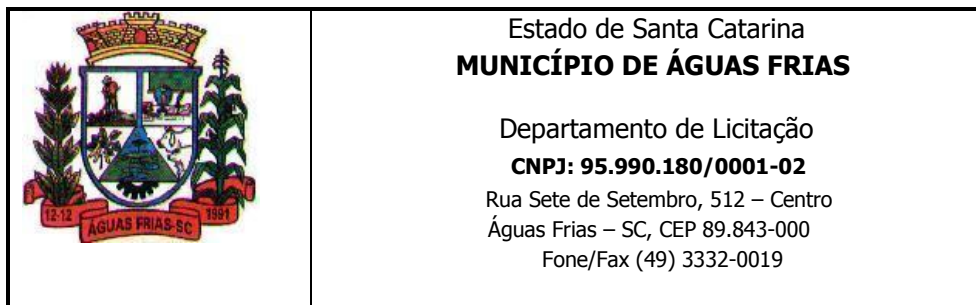 12-12
ÁGUAS FRIAS-SC
1991
Estado de Santa Catarina
MUNICÍPIO DE ÁGUAS FRIAS
Departamento de Licitação
CNPJ: 95.990.180/0001-02
Rua Sete de Setembro, 512 – Centro
Águas Frias – SC, CEP 89.843-000
Fone/Fax (49) 3332-0019